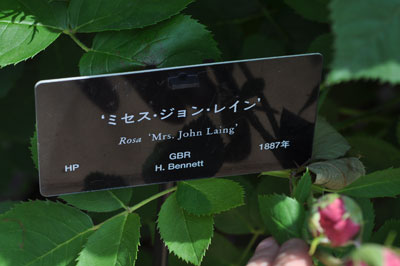 ‘ミセス・ジョン・レイン’
Rosa ‘Mrs. John Laing’
HP
GBR
1887年
H. Bennett